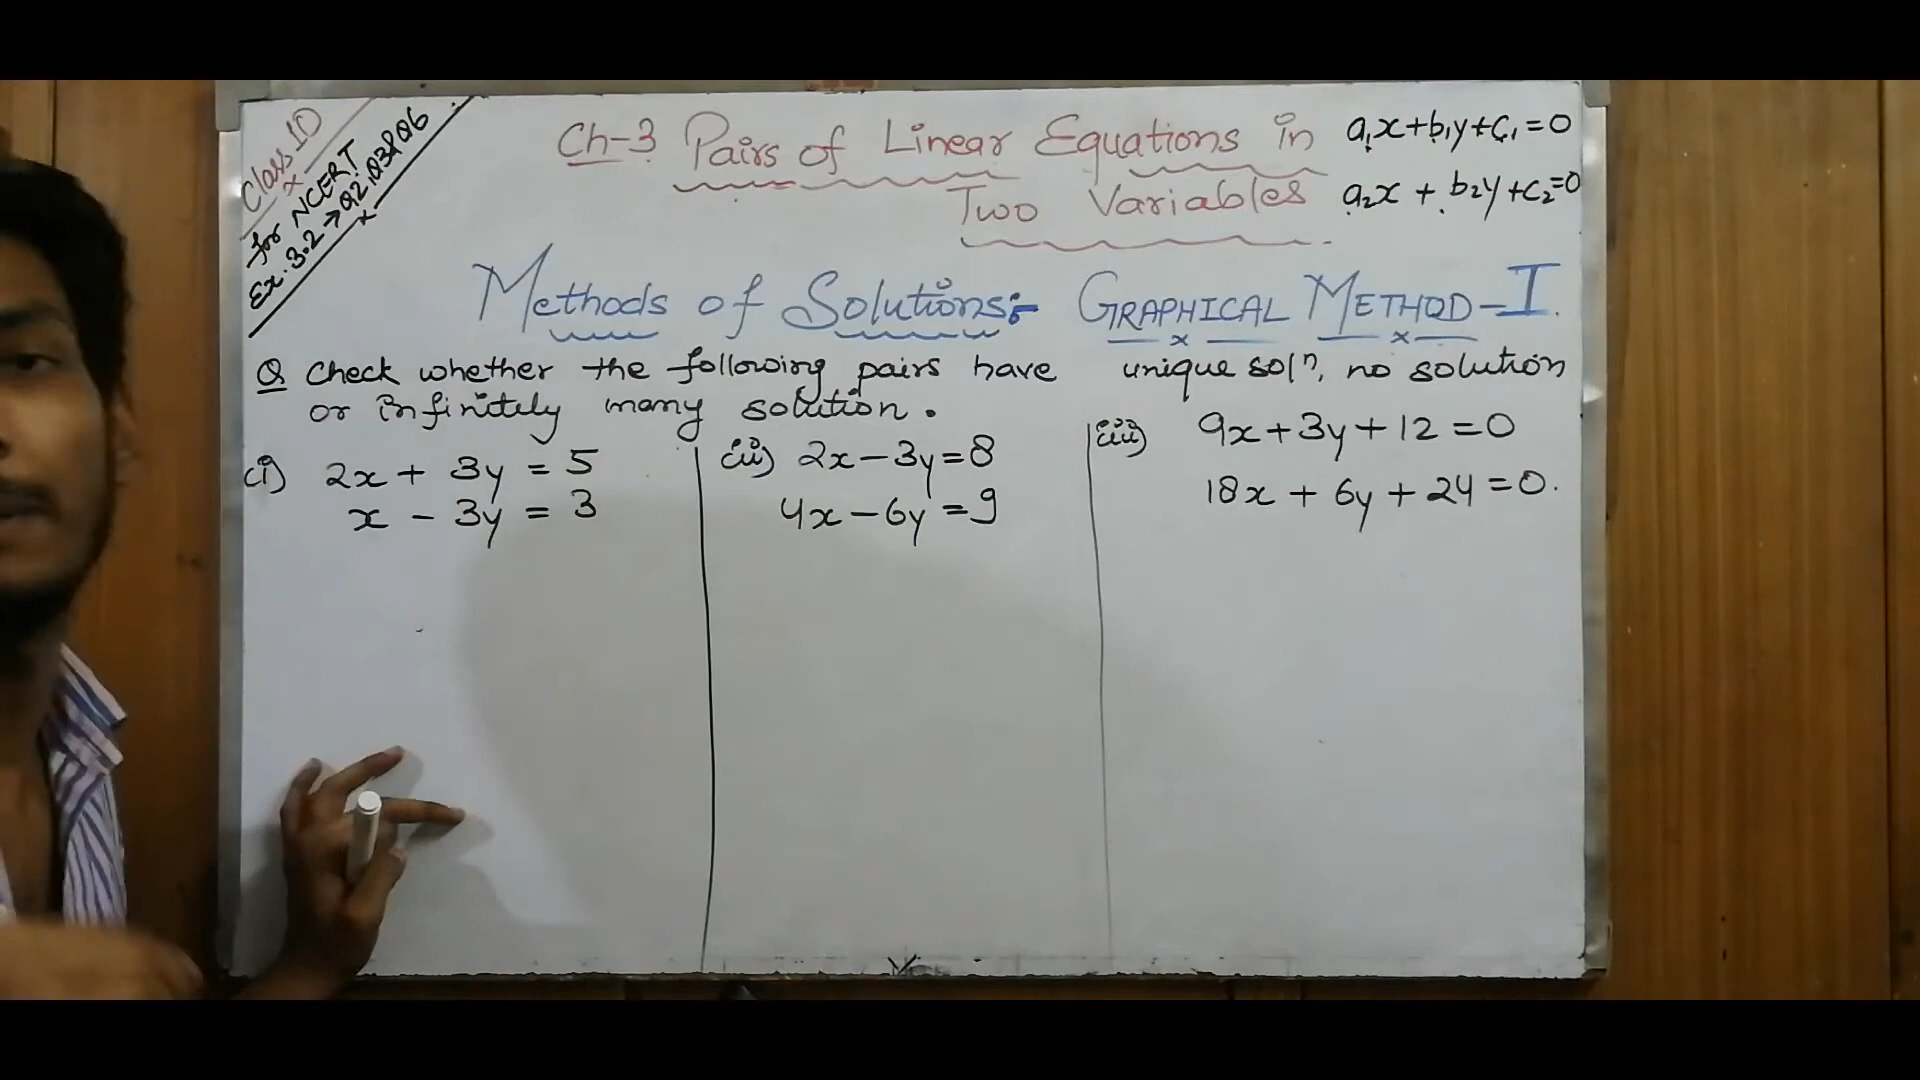 Class 10
for NCERT
Ex. 3.2 → Q2, Q3 & Q6
Ch-3 Pairs of Linear Equations in
Two Variables
a₁x+b₁y+c₁=0
a₂x + b₂y+c₂=0
Methods of Solutions:- GRAPHICAL METHOD-I.
Q Check whether the following pairs have unique solⁿ, no solution
or infinitely many solution.
(i) 2x + 3y = 5
x - 3y = 3
(ii) 2x-3y=8
4x-6y=9
(iii) 9x+3y+12=0
18x + 6y + 24=0.